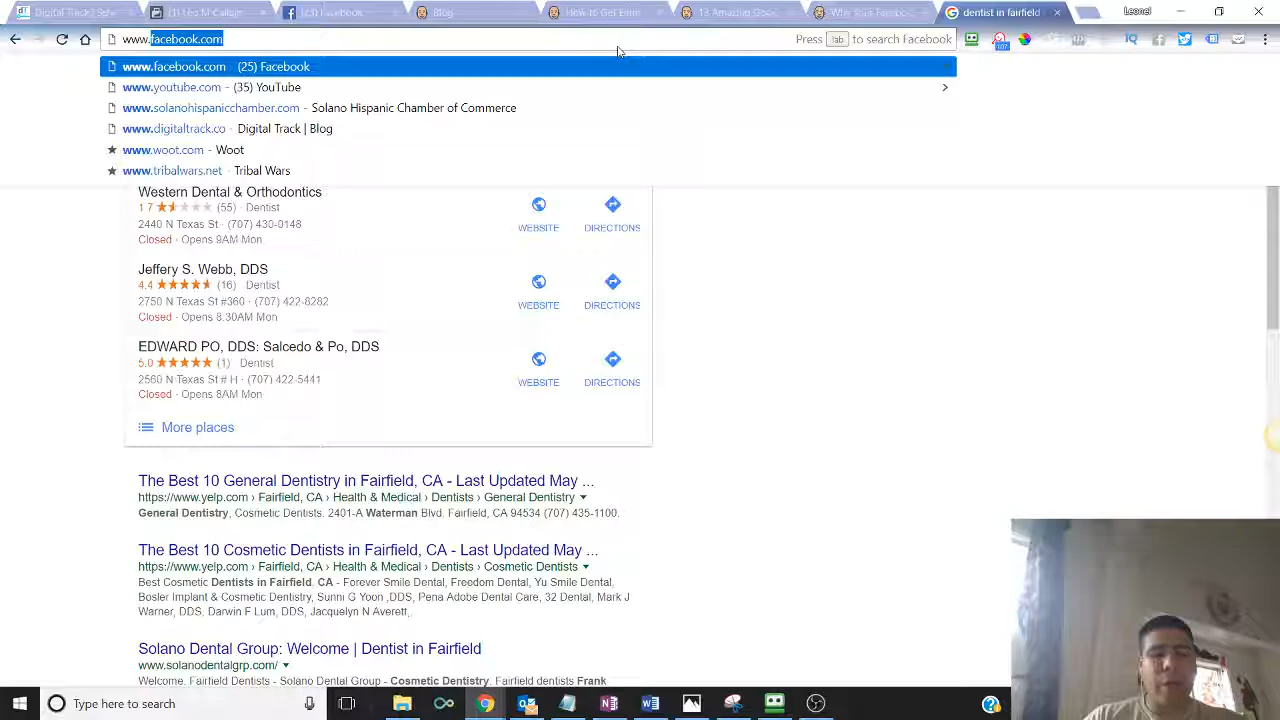 (25) Facebook
Blog
How to Get
13 Amazing
dentist in fairfield
Leonel
www.facebook.com
Press Tab to search Facebook
107
www.facebook.com (25) Facebook
www.youtube.com - (35) YouTube
www.solanohispanicchamber.com - Solano Hispanic Chamber of Commerce
www.digitaltrack.co - Digital Track | Blog
www.woot.com - Woot
www.tribalwars.net - Tribal Wars
Western Dental & Orthodontics
1.7 (55) · Dentist
2440 N Texas St · (707) 430-0148
Closed · Opens 9AM Mon
WEBSITE
DIRECTIONS
Jeffery S. Webb, DDS
4.4 (16) · Dentist
2750 N Texas St #360 · (707) 422-8282
Closed · Opens 8:30AM Mon
WEBSITE
DIRECTIONS
EDWARD PO, DDS: Salcedo & Po, DDS
5.0 (1) · Dentist
2560 N Texas St # H · (707) 422-5441
Closed · Opens 8AM Mon
WEBSITE
DIRECTIONS
More places
The Best 10 General Dentistry in Fairfield, CA - Last Updated May ...
https://www.yelp.com › Fairfield, CA › Health & Medical › Dentists › General Dentistry
General Dentistry, Cosmetic Dentists. 2401-A Waterman Blvd. Fairfield, CA 94534 (707) 435-1100.
The Best 10 Cosmetic Dentists in Fairfield, CA - Last Updated May ...
https://www.yelp.com › Fairfield, CA › Health & Medical › Dentists › Cosmetic Dentists
Best Cosmetic Dentists in Fairfield, CA - Forever Smile Dental, Freedom Dental, Yu Smile Dental,
Bosler Implant & Cosmetic Dentistry, Sunni G Yoon ,DDS, Pena Adobe Dental Care, 32 Dental, Mark J
Warner, DDS, Darwin F Lum, DDS, Jacquelyn N Averett,.
Solano Dental Group: Welcome | Dentist in Fairfield
www.solanodentalgrp.com/
Welcome. Fairfield Dentists - Solano Dental Group - Cosmetic Dentistry, Fairfield dentists Frank
Type here to search